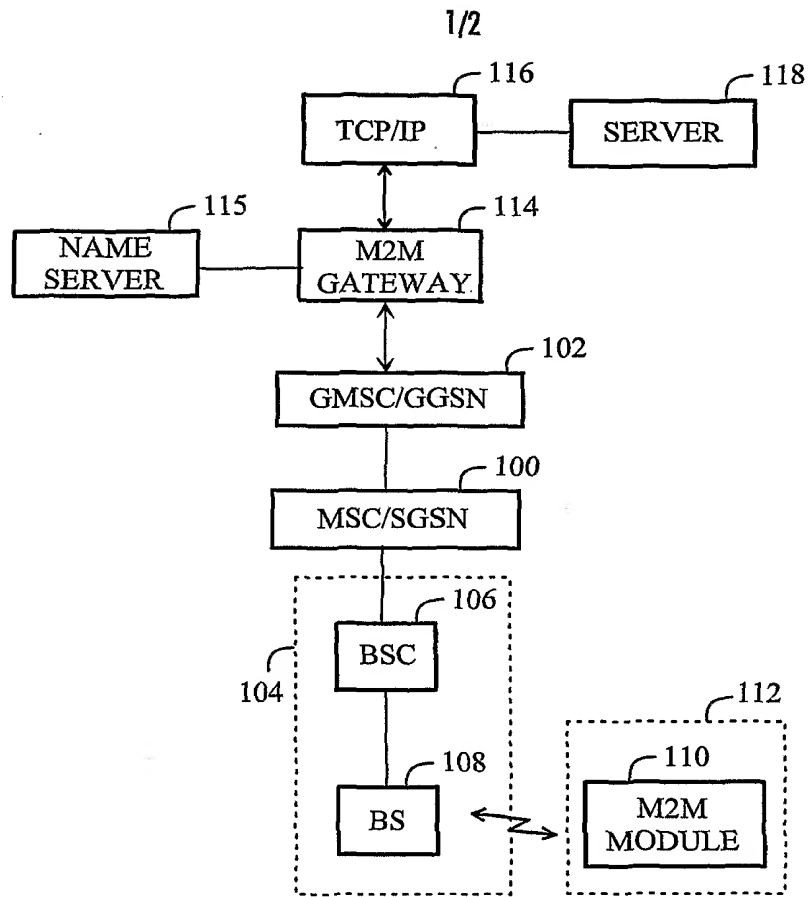 1/2
116
118
TCP/IP
SERVER
115
114
NAME
SERVER
M2M
GATEWAY
102
GMSC/GGSN
100
MSC/SGSN
106
BSC
104
112
108
110
BS
M2M
MODULE